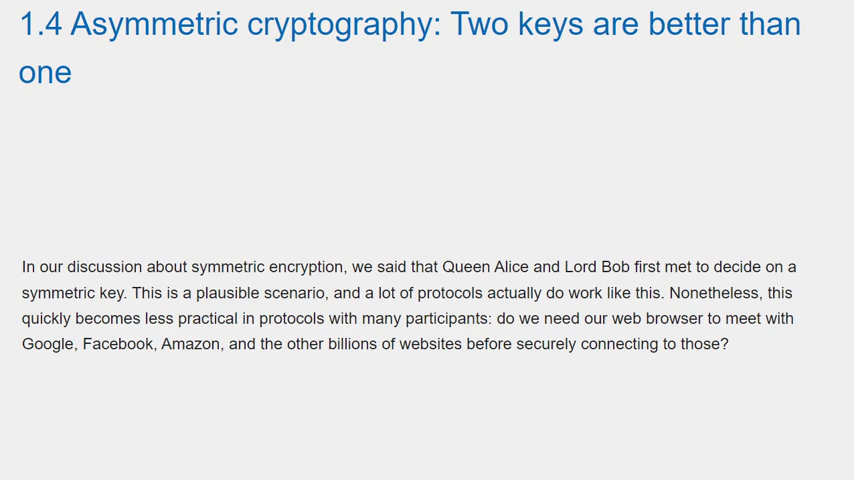 1.4 Asymmetric cryptography: Two keys are better than
one
In our discussion about symmetric encryption, we said that Queen Alice and Lord Bob first met to decide on a
symmetric key. This is a plausible scenario, and a lot of protocols actually do work like this. Nonetheless, this
quickly becomes less practical in protocols with many participants: do we need our web browser to meet with
Google, Facebook, Amazon, and the other billions of websites before securely connecting to those?